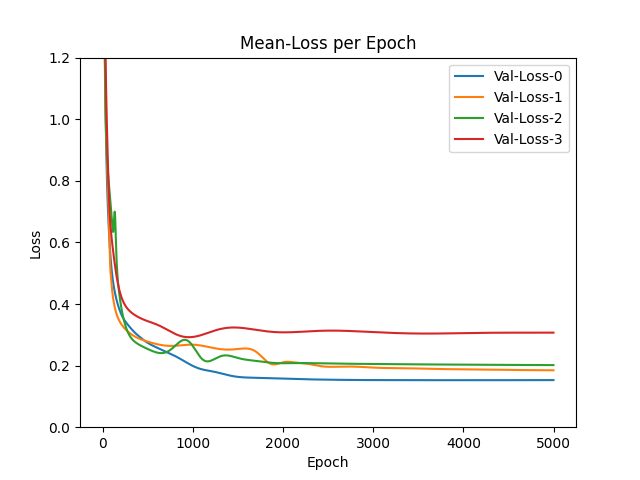 Mean-Loss per Epoch
1.2
1.0
0.8
0.6
0.4
0.2
0.0
Loss
Val-Loss-0
Val-Loss-1
Val-Loss-2
Val-Loss-3
0 1000 2000 3000 4000 5000
Epoch